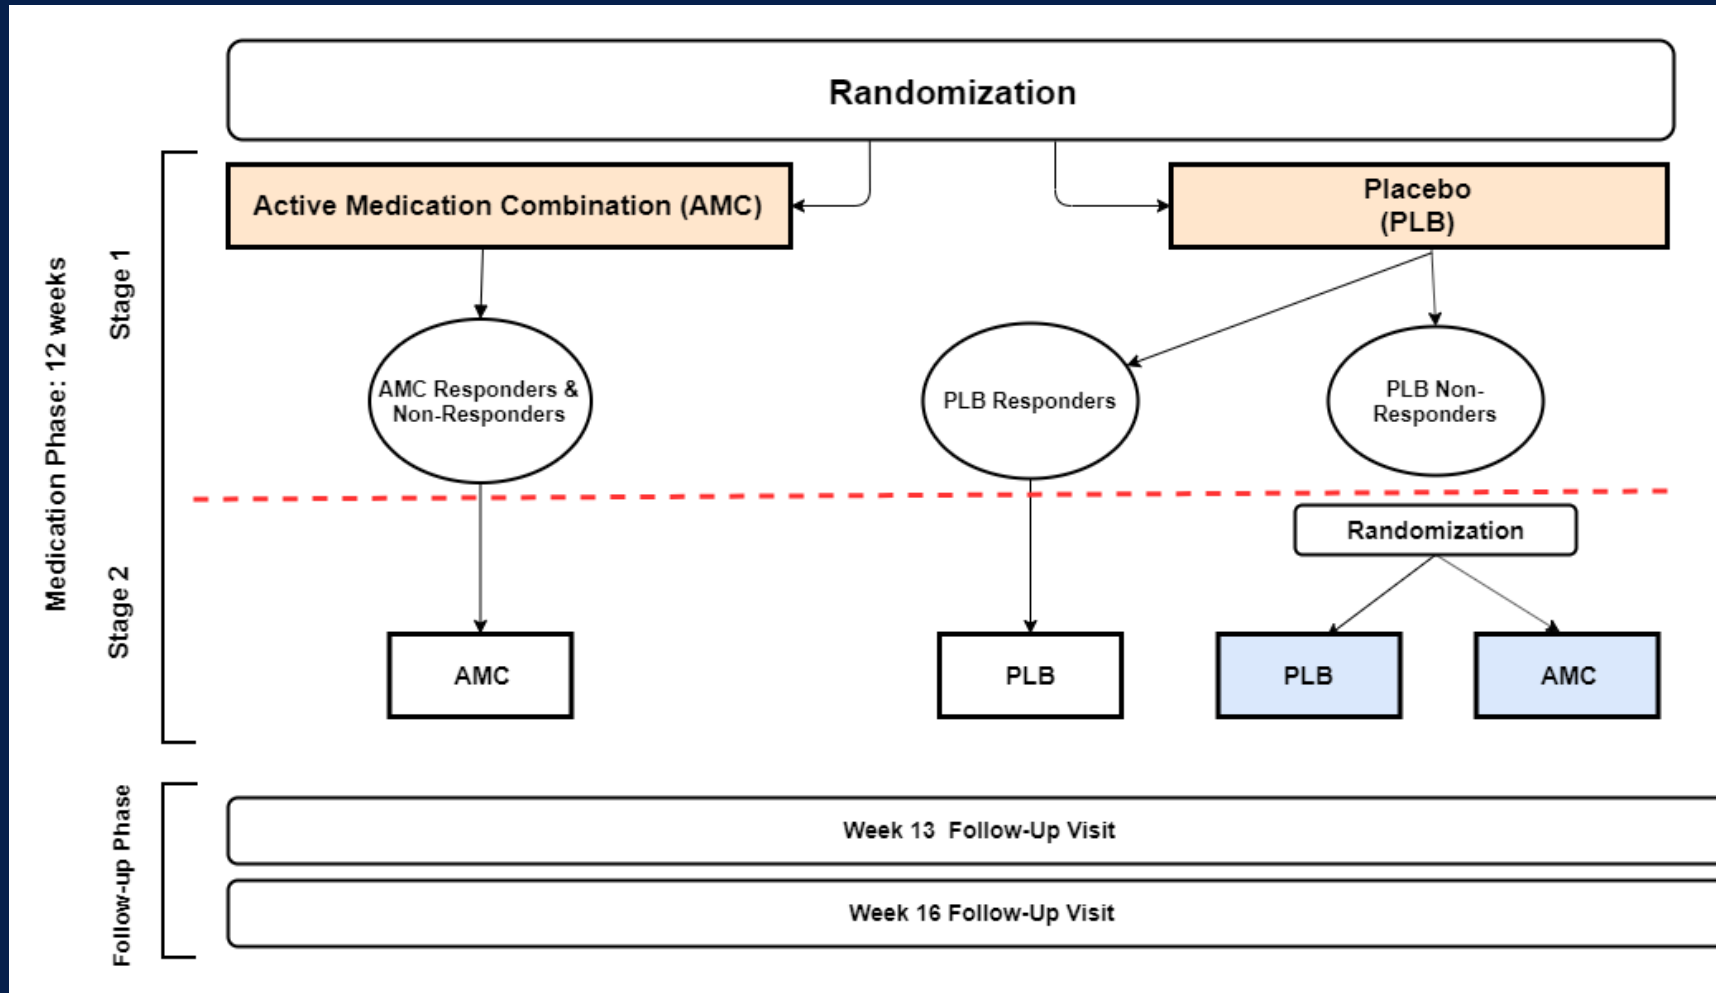 Randomization
Active Medication Combination (AMC)
Placebo
(PLB)
Medication Phase: 12 weeks
Stage 1
AMC Responders &
Non-Responders
PLB Responders
PLB Non-
Responders
Stage 2
Randomization
AMC
PLB
PLB
AMC
Follow-up Phase
Week 13 Follow-Up Visit
Week 16 Follow-Up Visit